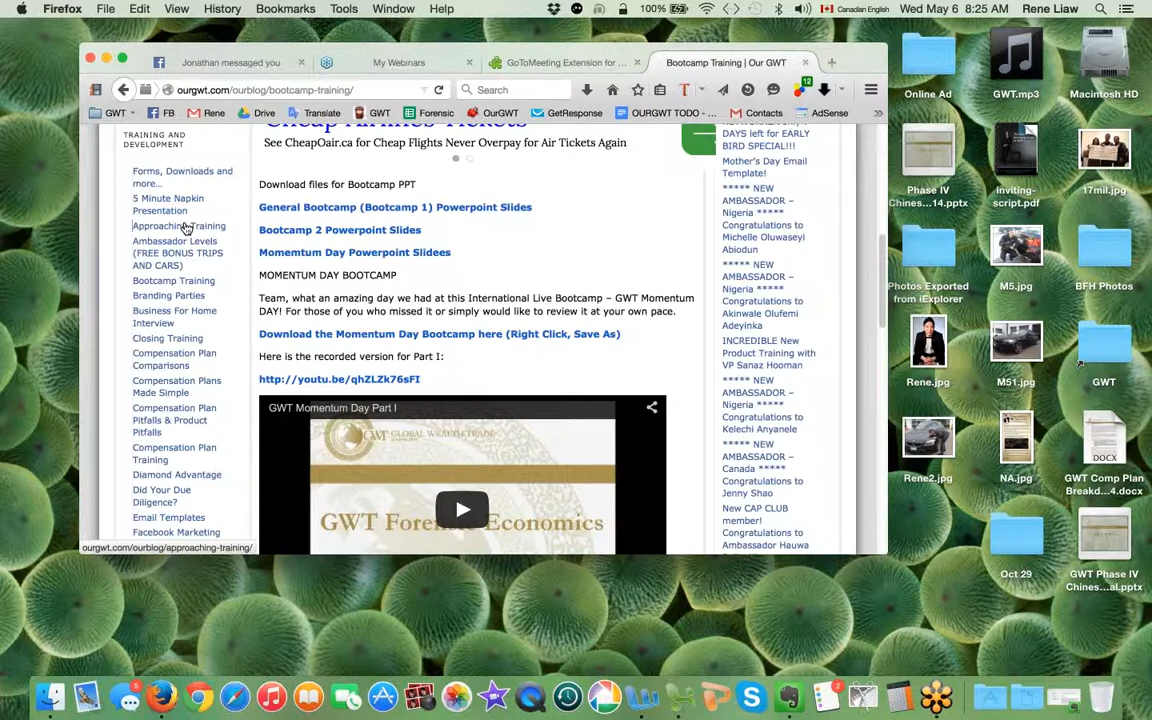 Firefox File Edit View History Bookmarks Tools Window Help 100% Canadian English Wed May 6 8:25 AM Rene Liaw
Jonathan messaged you
My Webinars
GoToMeeting Extension for ...
Bootcamp Training | Our GWT
ourgwt.com/ourblog/bootcamp-training/
Search
12
GWT FB Rene Drive Translate GWT Forensic OurGWT GetResponse OURGWT TODO - ... Contacts AdSense
TRAINING AND
DEVELOPMENT
Forms, Downloads and
more...
5 Minute Napkin
Presentation
Approaching Training
Ambassador Levels
(FREE BONUS TRIPS
AND CARS)
Bootcamp Training
Branding Parties
Business For Home
Interview
Closing Training
Compensation Plan
Comparisons
Compensation Plans
Made Simple
Compensation Plan
Pitfalls & Product
Pitfalls
Compensation Plan
Training
Diamond Advantage
Did Your Due
Diligence?
Email Templates
Facebook Marketing
ourgwt.com/ourblog/approaching-training/
Cheap Airlines Tickets
See CheapOair.ca for Cheap Flights Never Overpay for Air Tickets Again
Download files for Bootcamp PPT
General Bootcamp (Bootcamp 1) Powerpoint Slides
Bootcamp 2 Powerpoint Slides
Momemtum Day Powerpoint Slidees
MOMENTUM DAY BOOTCAMP
Team, what an amazing day we had at this International Live Bootcamp – GWT Momentum
DAY! For those of you who missed it or simply would like to review it at your own pace.
Download the Momentum Day Bootcamp here (Right Click, Save As)
Here is the recorded version for Part I:
http://youtu.be/qhZLZk76sFI
GWT Momentum Day Part I
GWT GLOBAL WEALTH TRADE
GWT Forensic Economics
DAYS left for EARLY
BIRD SPECIAL!!!
Mother's Day Email
Template!
***** NEW
AMBASSADOR –
Nigeria *****
Congratulations to
Michelle Oluwaseyi
Abiodun
***** NEW
AMBASSADOR –
Nigeria *****
Congratulations to
Akinwale Olufemi
Adeyinka
INCREDIBLE New
Product Training with
VP Sanaz Hooman
***** NEW
AMBASSADOR –
Nigeria *****
Congratulations to
Kelechi Anyanele
***** NEW
AMBASSADOR –
Canada *****
Congratulations to
Jenny Shao
New CAP CLUB
member!
Congratulations to
Ambassador Hauwa
Online Ad
GWT.mp3
Macintosh HD
Phase IV
Chines...14.pptx
inviting-
script.pdf
17mil.jpg
Photos Exported
from iExplorer
M5.jpg
BFH Photos
Rene.jpg
M51.jpg
GWT
DOCX
Rene2.jpg
NA.jpg
GWT Comp Plan
Breakd...4.docx
Oct 29
GWT Phase IV
Chines...al.pptx
5
2